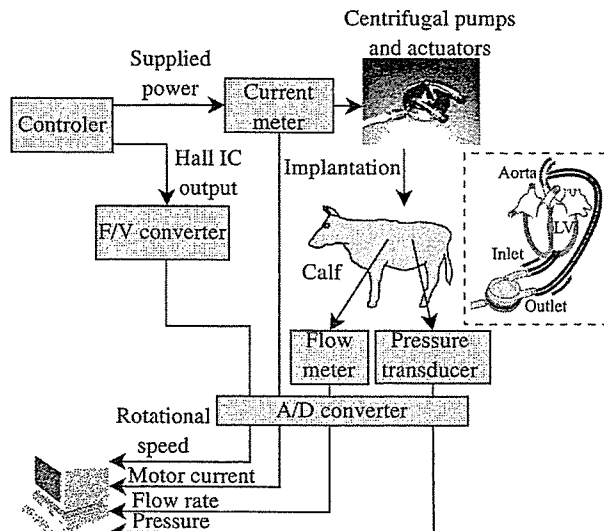 Centrifugal pumps
and actuators
Supplied
power
Current
meter
Controler
Hall IC
output
Implantation
Aorta
LV
Inlet
Outlet
F/V converter
Calf
Flow
meter
Pressure
transducer
A/D converter
Rotational
speed
Motor current
Flow rate
Pressure